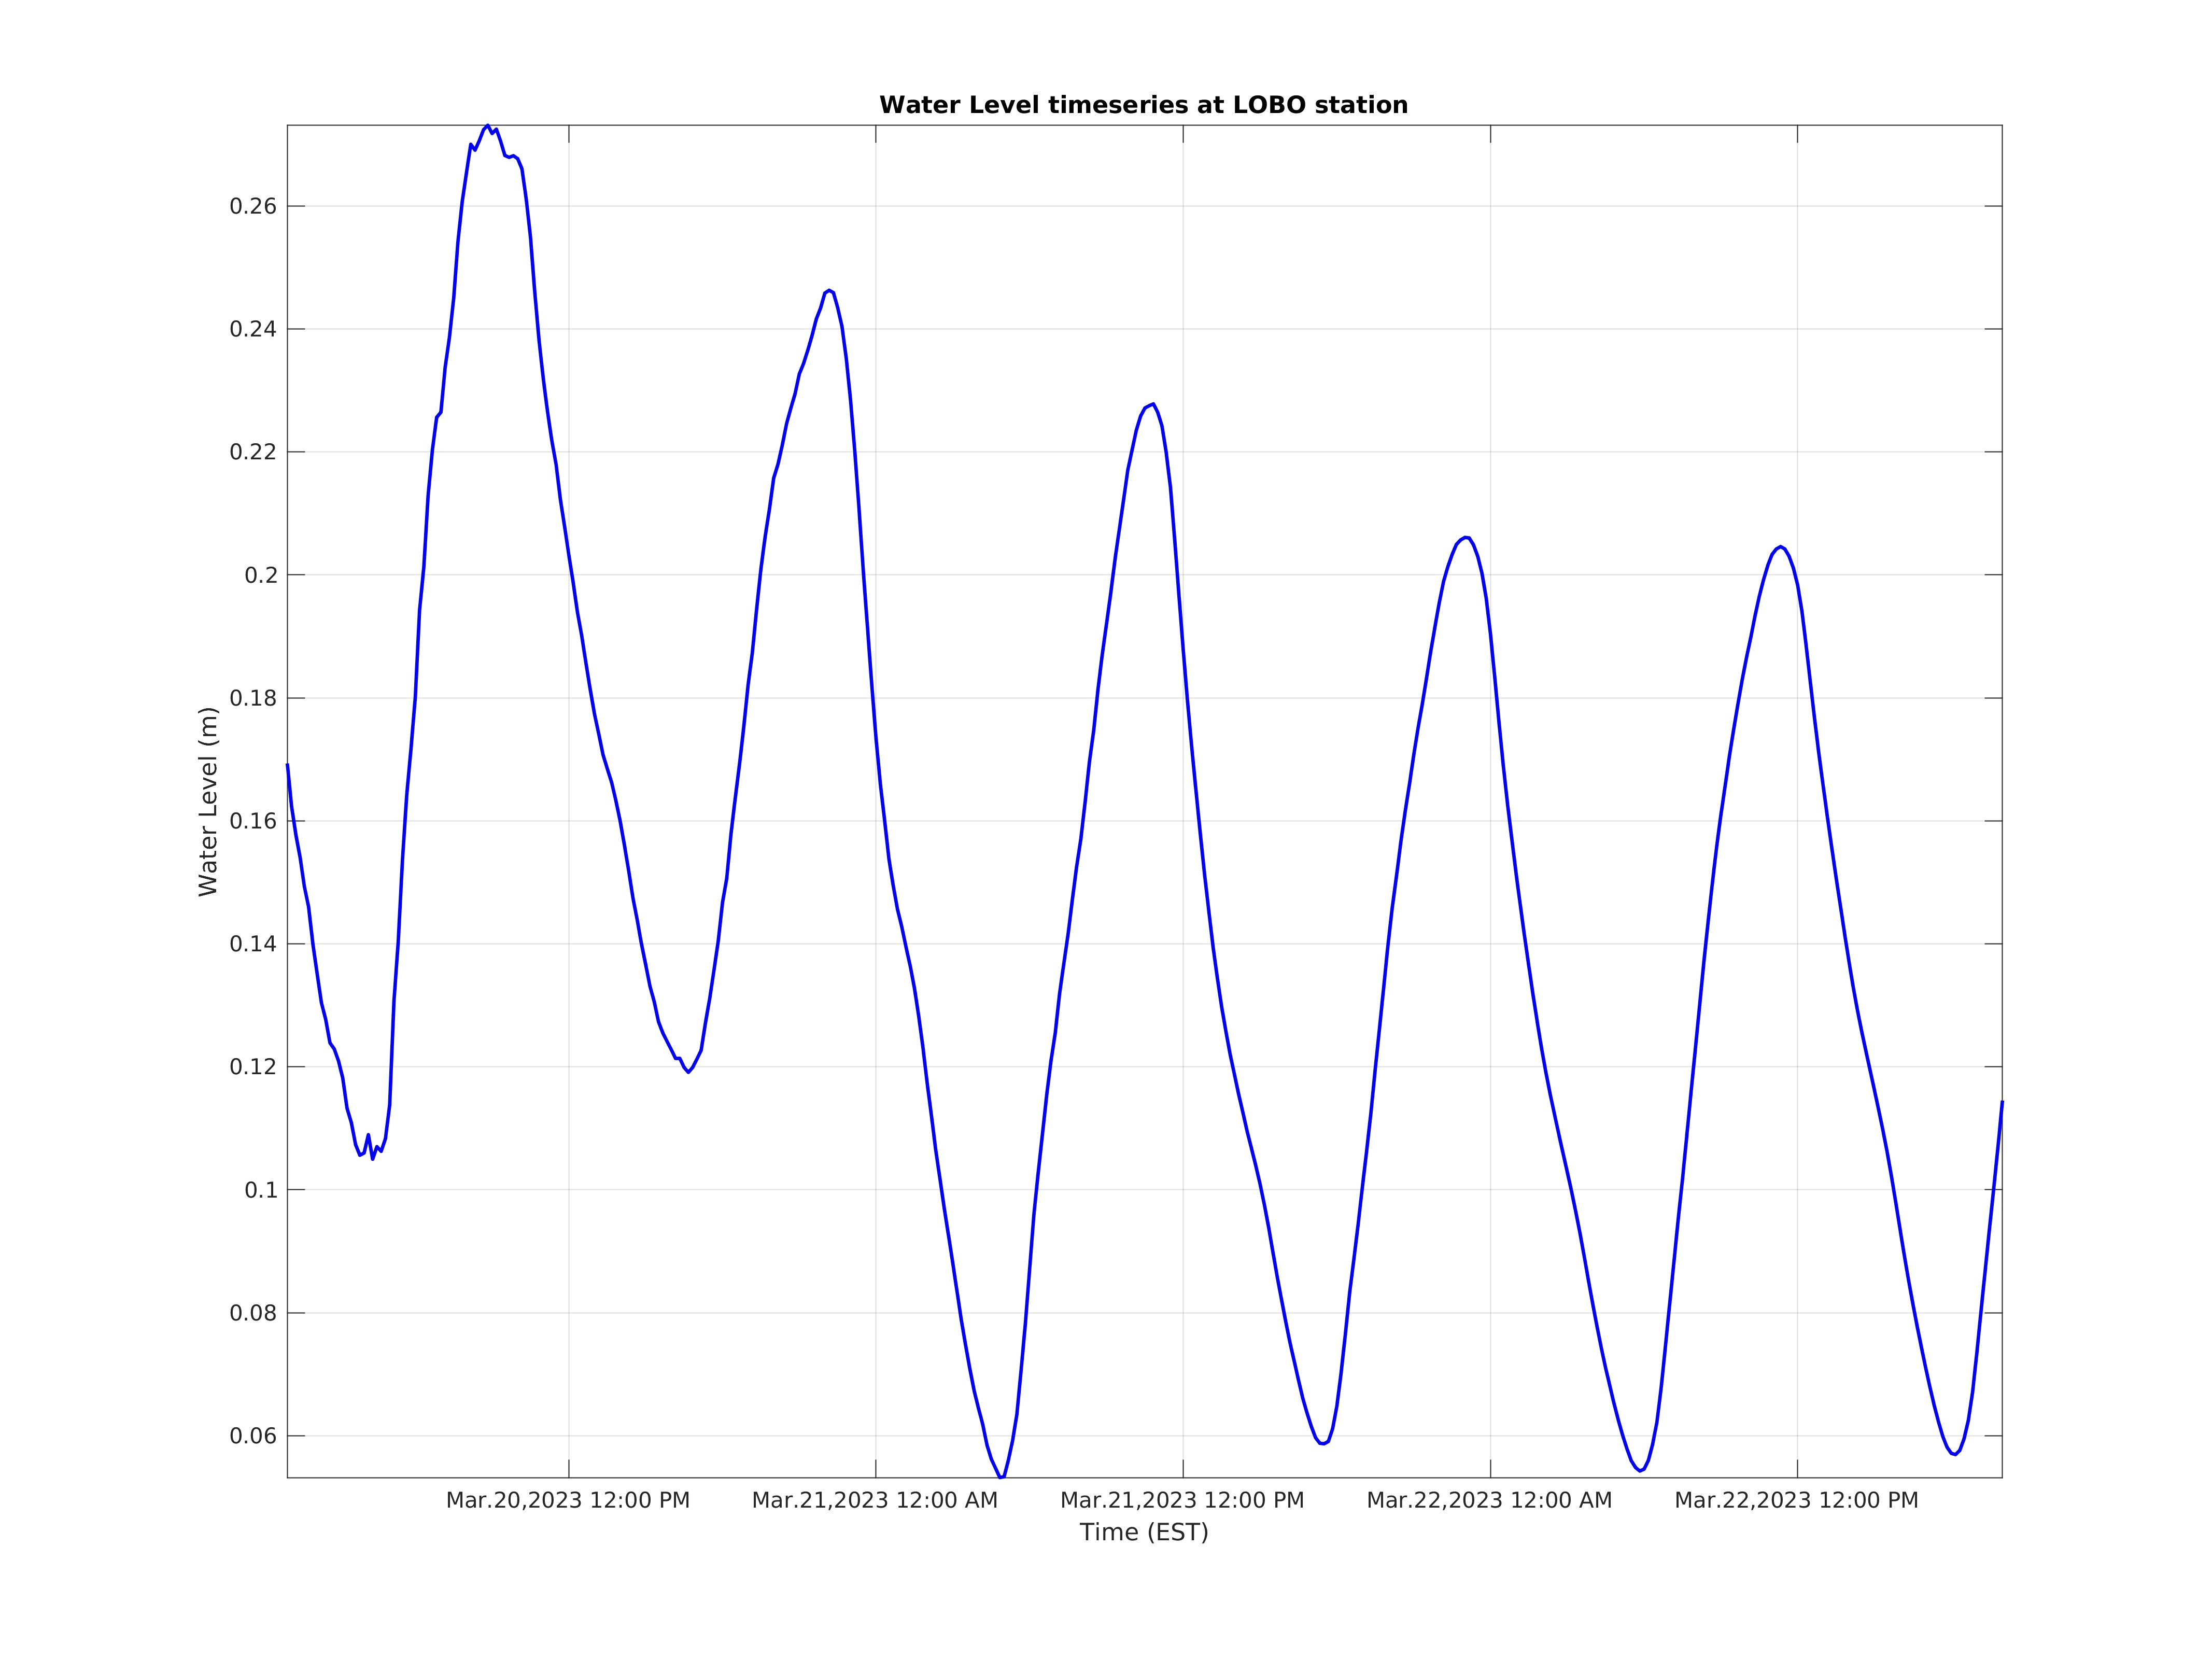 Water Level timeseries at LOBO station
0.26
0.24
0.22
0.2
0.18
0.16
0.14
0.12
0.1
0.08
0.06
Water Level (m)
Mar.20,2023 12:00 PM Mar.21,2023 12:00 AM Mar.21,2023 12:00 PM Mar.22,2023 12:00 AM Mar.22,2023 12:00 PM
Time (EST)